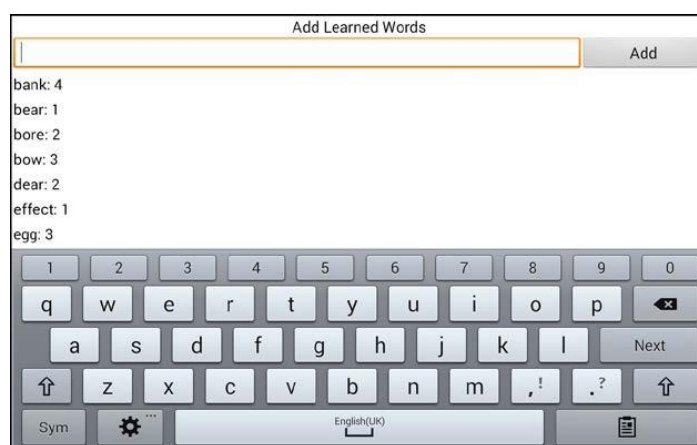 Add Learned Words
Add
bank: 4
bear: 1
bore: 2
bow: 3
dear: 2
effect: 1
egg: 3
1 2 3 4 5 6 7 8 9 0
q w e r t y u i o p
a s d f g h j k l Next
z x c v b n m , ! . ?
Sym ... English(UK)